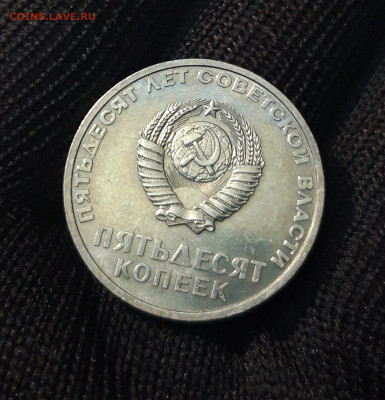 COINS.LAVE.RU
ПЯТЬДЕСЯТ ЛЕТ СОВЕТСКОЙ ВЛАСТИ
ПЯТЬДЕСЯТ
КОПЕЕК